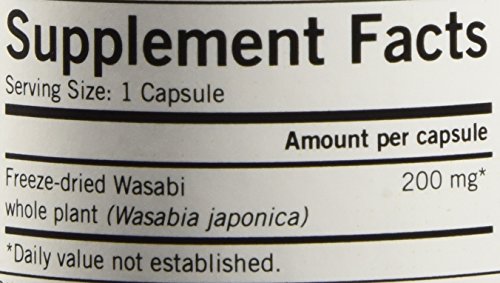 Supplement Facts
Serving Size: 1 Capsule
Amount per capsule
Freeze-dried Wasabi 200 mg*
whole plant (Wasabia japonica)
*Daily value not established.